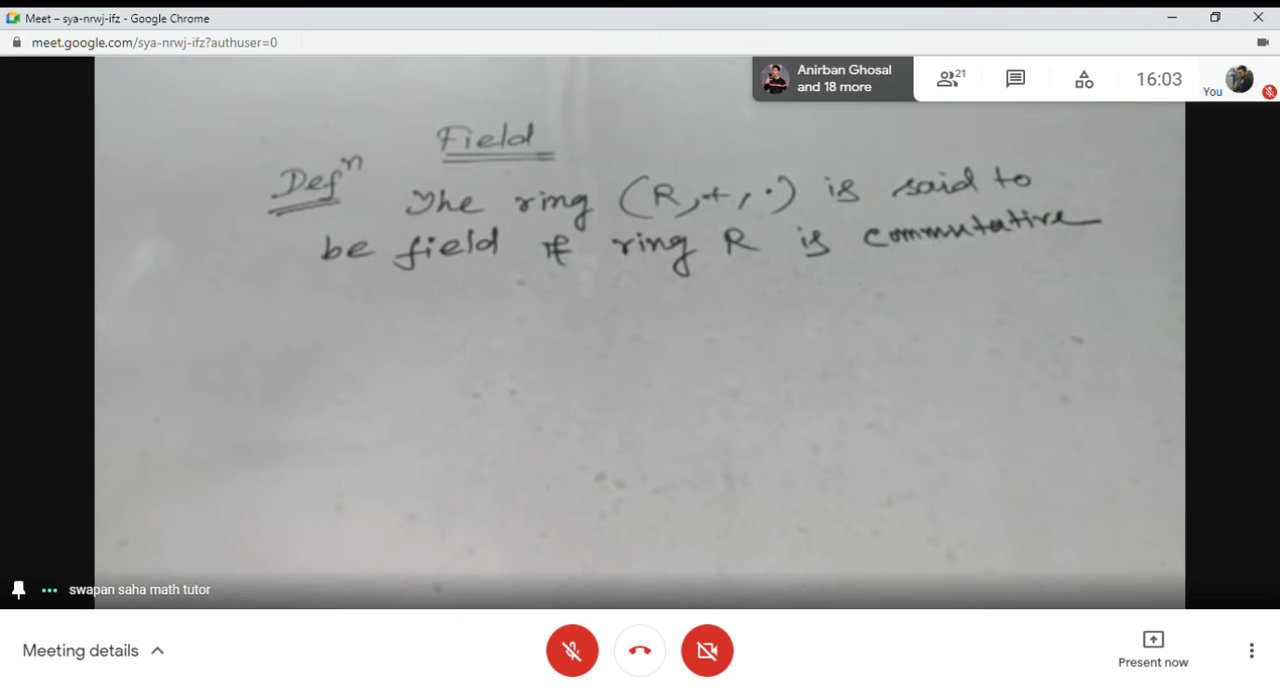 Meet – sya-nrwj-ifz - Google Chrome
meet.google.com/sya-nrwj-ifz?authuser=0
Anirban Ghosal
and 18 more
21
16:03
You
Field
Defⁿ The ring (R,+,·) is said to
be field if ring R is commutative
swapan saha math tutor
Meeting details
Present now